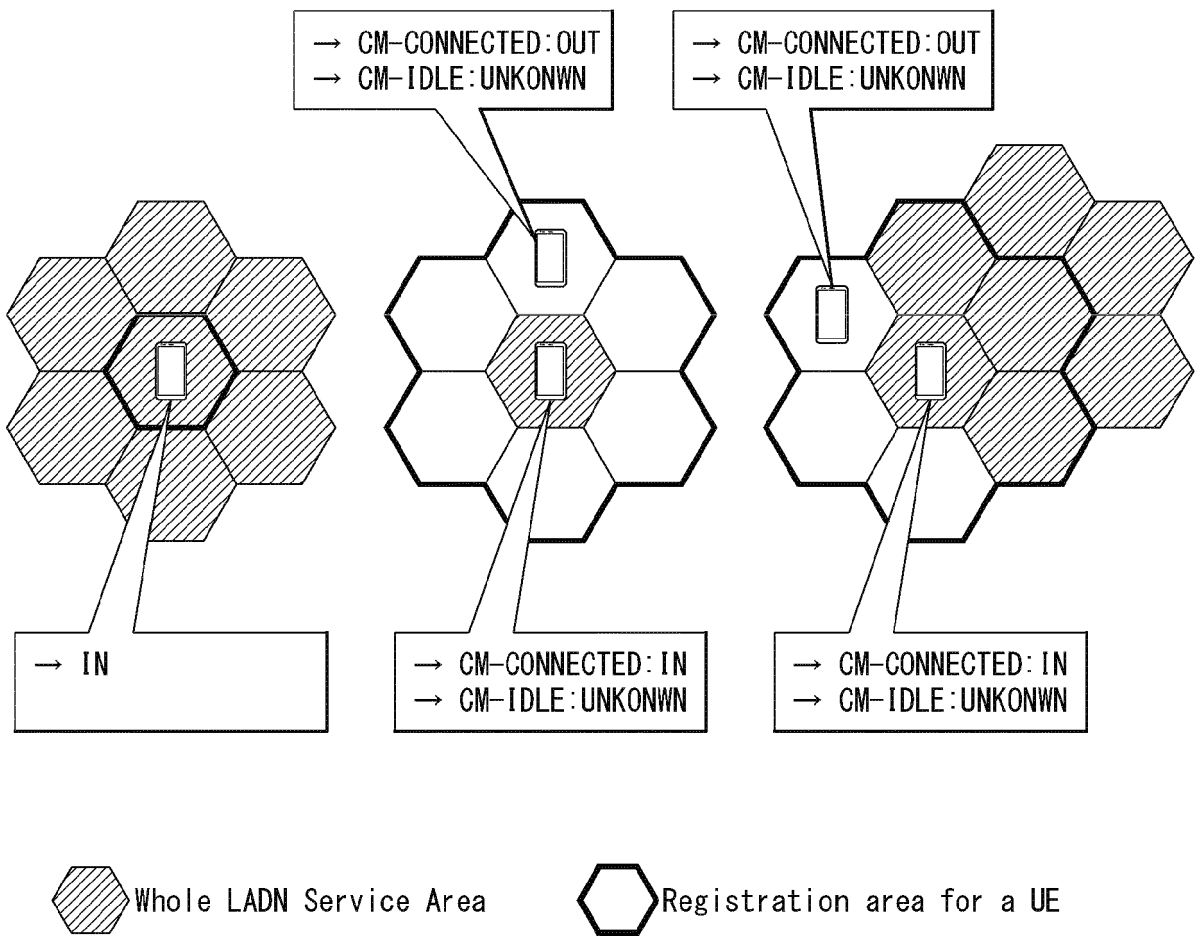 → CM-CONNECTED:OUT
→ CM-IDLE:UNKONWN
→ CM-CONNECTED:OUT
→ CM-IDLE:UNKONWN
→ IN
→ CM-CONNECTED:IN
→ CM-IDLE:UNKONWN
→ CM-CONNECTED:IN
→ CM-IDLE:UNKONWN
Whole LADN Service Area
Registration area for a UE